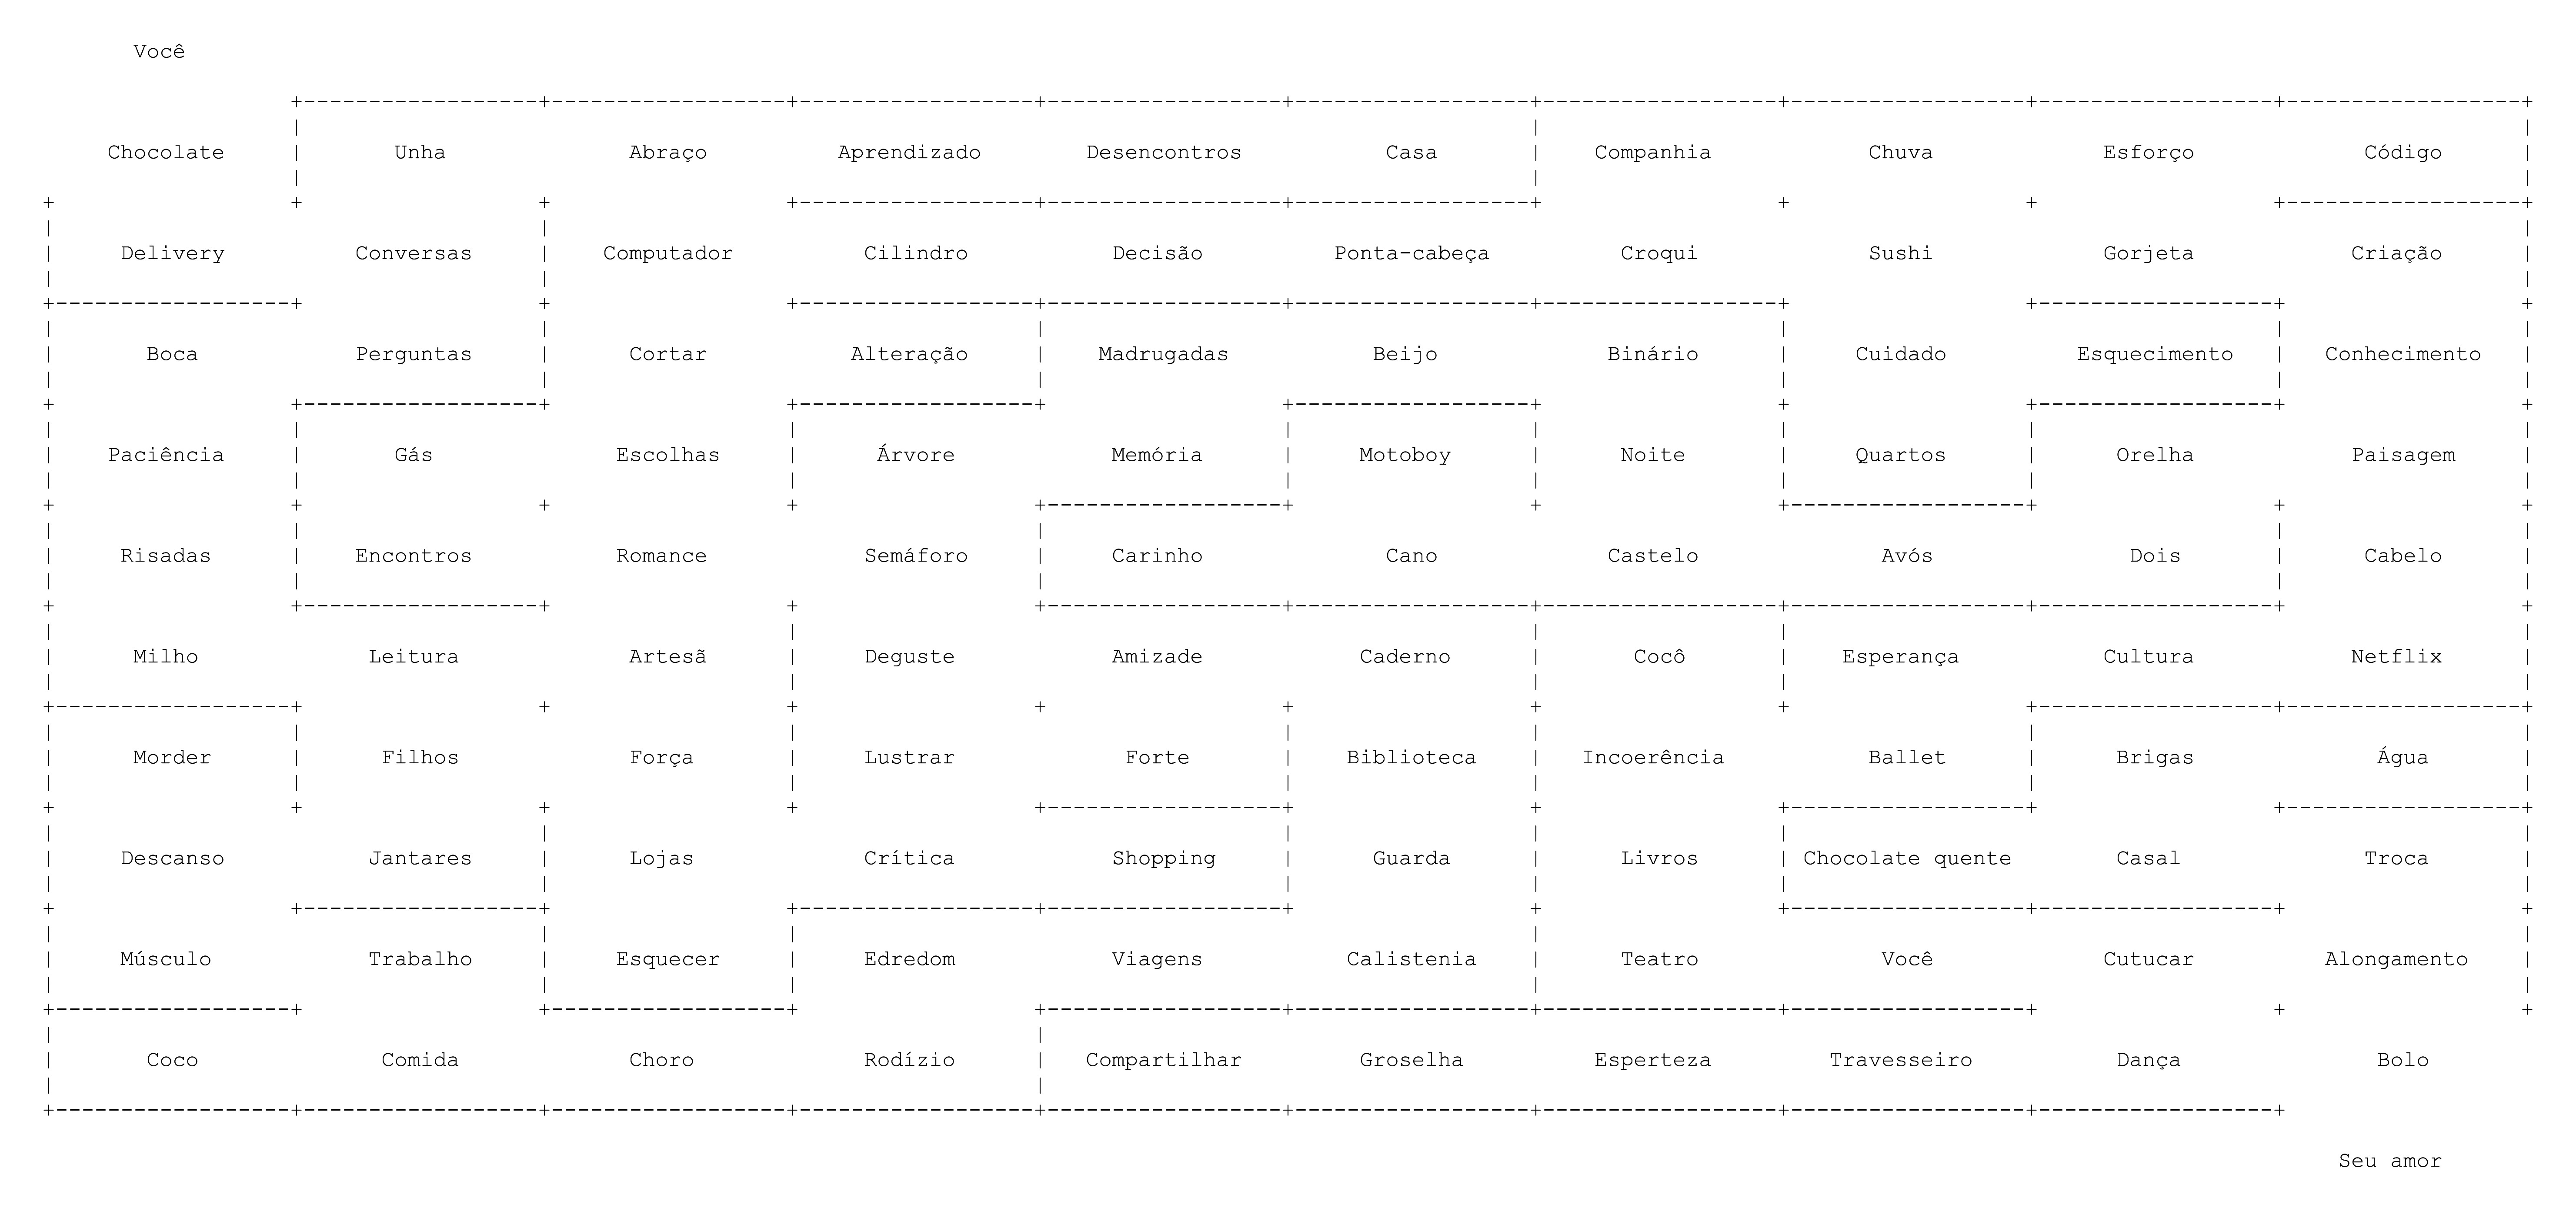 Você
Chocolate Unha Abraço Aprendizado Desencontros Casa Companhia Chuva Esforço Código
Delivery Conversas Computador Cilindro Decisão Ponta-cabeça Croqui Sushi Gorjeta Criação
Boca Perguntas Cortar Alteração Madrugadas Beijo Binário Cuidado Esquecimento Conhecimento
Paciência Gás Escolhas Árvore Memória Motoboy Noite Quartos Orelha Paisagem
Risadas Encontros Romance Semáforo Carinho Cano Castelo Avós Dois Cabelo
Milho Leitura Artesã Deguste Amizade Caderno Cocô Esperança Cultura Netflix
Morder Filhos Força Lustrar Forte Biblioteca Incoerência Ballet Brigas Água
Descanso Jantares Lojas Crítica Shopping Guarda Livros Chocolate quente Casal Troca
Músculo Trabalho Esquecer Edredom Viagens Calistenia Teatro Você Cutucar Alongamento
Coco Comida Choro Rodízio Compartilhar Groselha Esperteza Travesseiro Dança Bolo
Seu amor